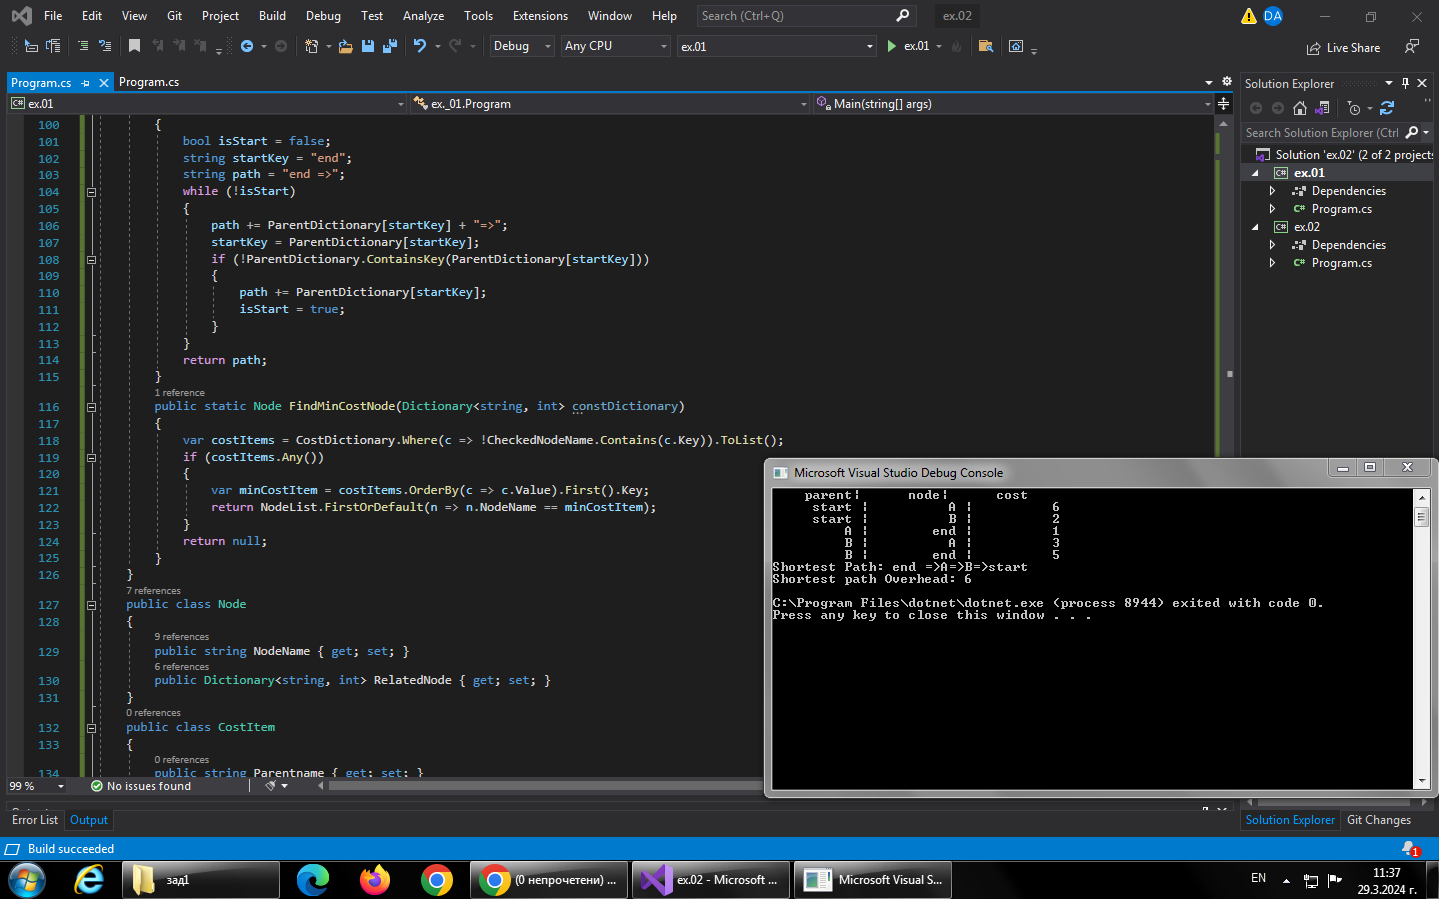 File Edit View Git Project Build Debug Test Analyze Tools Extensions Window Help Search (Ctrl+Q) ex.02 DA
Debug Any CPU ex.01 ex.01 Live Share
Program.cs Program.cs
C# ex.01 ex._01.Program Main(string[] args)
100 {
101 bool isStart = false;
102 string startKey = "end";
103 string path = "end =>";
104 while (!isStart)
105 {
106 path += ParentDictionary[startKey] + "=>";
107 startKey = ParentDictionary[startKey];
108 if (!ParentDictionary.ContainsKey(ParentDictionary[startKey]))
109 {
110 path += ParentDictionary[startKey];
111 isStart = true;
112 }
113 }
114 return path;
115 }
1 reference
116 public static Node FindMinCostNode(Dictionary<string, int> constDictionary)
117 {
118 var costItems = CostDictionary.Where(c => !CheckedNodeName.Contains(c.Key)).ToList();
119 if (costItems.Any())
120 {
121 var minCostItem = costItems.OrderBy(c => c.Value).First().Key;
122 return NodeList.FirstOrDefault(n => n.NodeName == minCostItem);
123 }
124 return null;
125 }
126 }
7 references
127 public class Node
128 {
9 references
129 public string NodeName { get; set; }
6 references
130 public Dictionary<string, int> RelatedNode { get; set; }
131 }
0 references
132 public class CostItem
133 {
0 references
134 public string Parentname { get; set; }
99 % No issues found
Error List Output
Build succeeded
Solution Explorer
Search Solution Explorer (Ctrl
Solution 'ex.02' (2 of 2 projects
C# ex.01
Dependencies
C# Program.cs
C# ex.02
Dependencies
C# Program.cs
Solution Explorer Git Changes
1
Microsoft Visual Studio Debug Console
parent¦ node¦ cost
start ¦ A ¦ 6
start ¦ B ¦ 2
A ¦ end ¦ 1
B ¦ A ¦ 3
B ¦ end ¦ 5
Shortest Path: end =>A=>B=>start
Shortest path Overhead: 6
C:\Program Files\dotnet\dotnet.exe (process 8944) exited with code 0.
Press any key to close this window . . .
зад1 (0 непрочетени) ... ex.02 - Microsoft ... Microsoft Visual S... EN 11:37
29.3.2024 г.